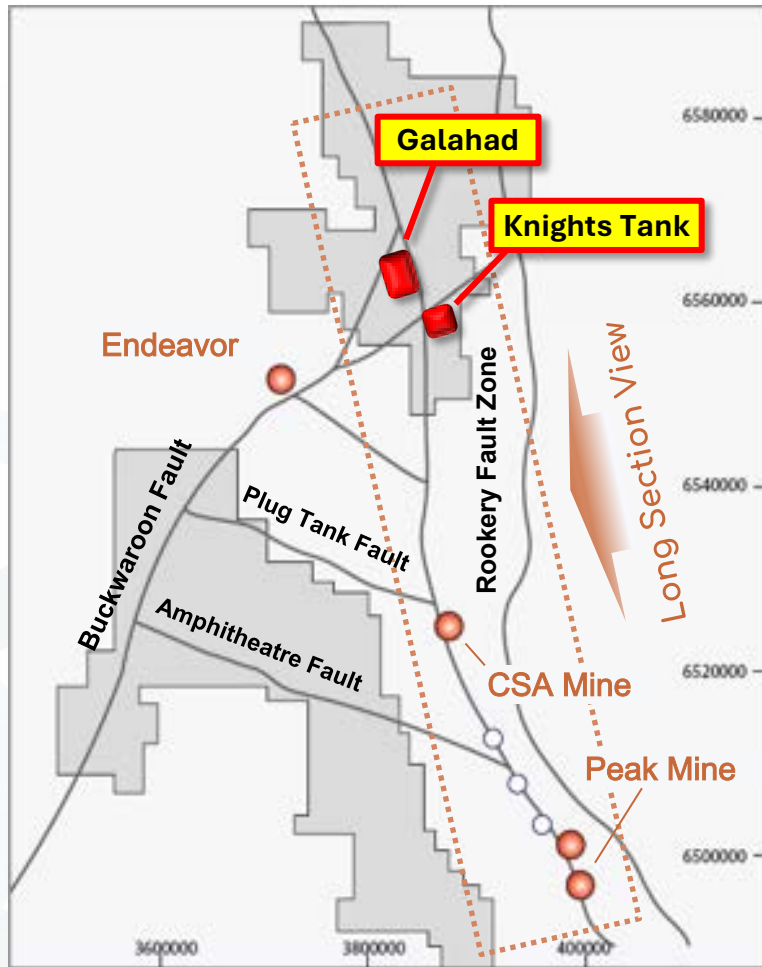 6580000
Galahad
Knights Tank
6560000
Endeavor
Rookery Fault Zone
Long Section View
6540000
Buckwaroon Fault
Plug Tank Fault
Amphitheatre Fault
6520000
CSA Mine
Peak Mine
6500000
3600000
3800000
400000